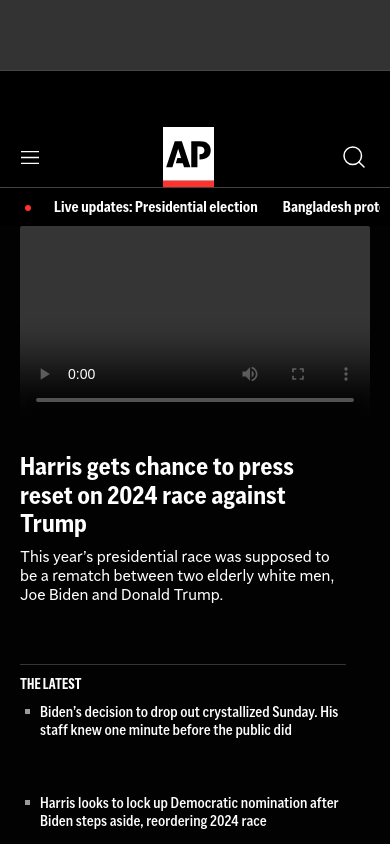 AP
Live updates: Presidential election Bangladesh prot
0:00
Harris gets chance to press
reset on 2024 race against
Trump
This year’s presidential race was supposed to
be a rematch between two elderly white men,
Joe Biden and Donald Trump.
THE LATEST
Biden’s decision to drop out crystallized Sunday. His
staff knew one minute before the public did
Harris looks to lock up Democratic nomination after
Biden steps aside, reordering 2024 race